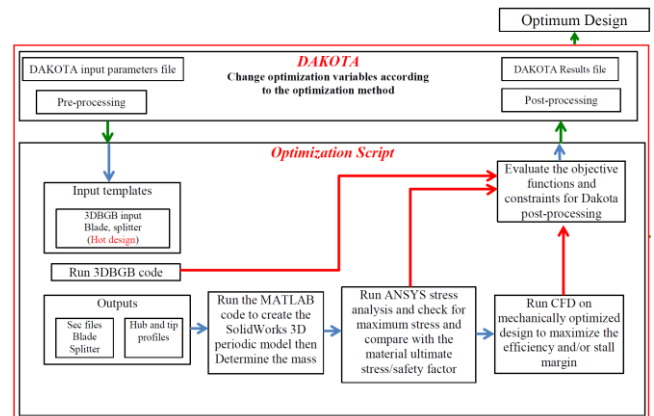 Optimum Design
DAKOTA
Change optimization variables according
to the optimization method
DAKOTA input parameters file
Pre-processing
DAKOTA Results file
Post-processing
Optimization Script
Input templates
3DBGB input
Blade, splitter
(Hot design)
Run 3DBGB code
Outputs
Sec files
Blade
Splitter
Hub and tip
profiles
Run the MATLAB
code to create the
SolidWorks 3D
periodic model then
Determine the mass
Run ANSYS stress
analysis and check for
maximum stress and
compare with the
material ultimate
stress/safety factor
Evaluate the objective
functions and
constraints for Dakota
post-processing
Run CFD on
mechanically optimized
design to maximize the
efficiency and/or stall
margin